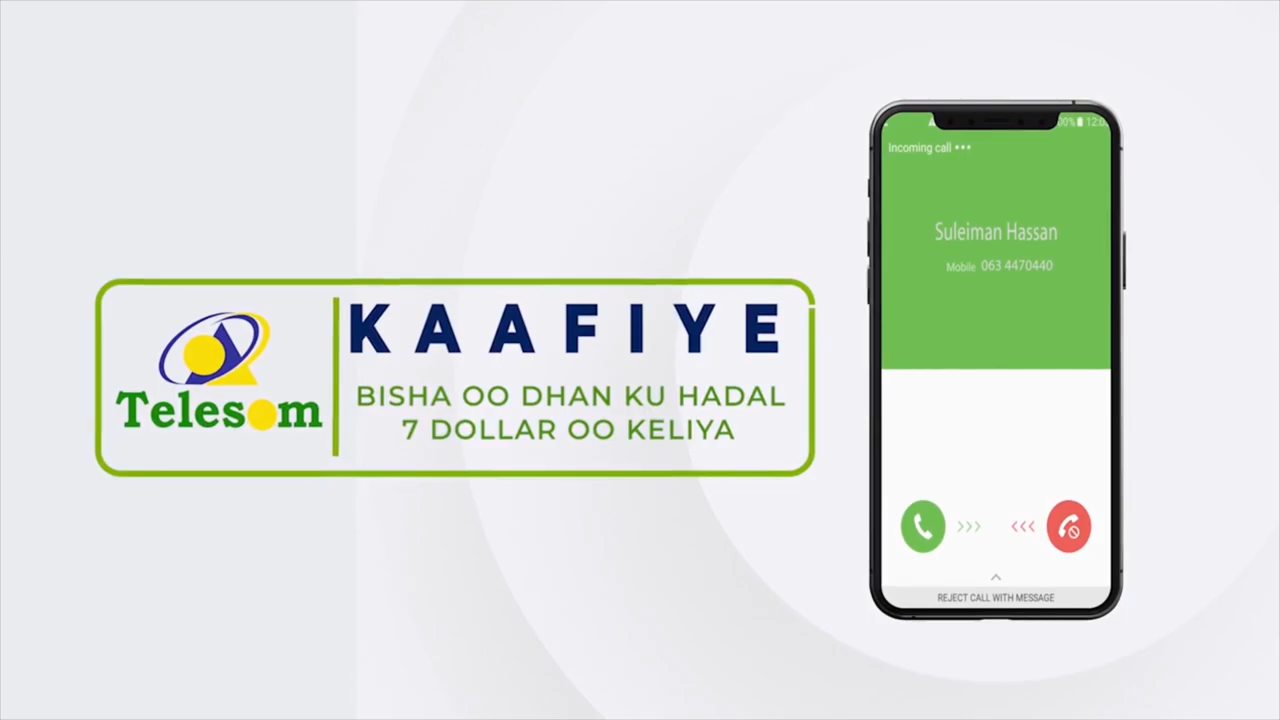 Telesom
KAAFIYE
BISHA OO DHAN KU HADAL
7 DOLLAR OO KELIYA
Incoming call •••
Suleiman Hassan
Mobile 063 4470440
REJECT CALL WITH MESSAGE